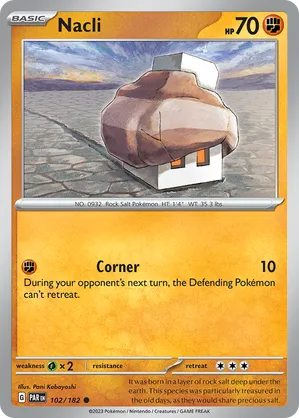 BASIC
Nacli
HP 70
NO. 0932 Rock Salt Pokémon HT: 1'4" WT: 35.3 lbs
Corner 10
During your opponent's next turn, the Defending Pokémon
can't retreat.
weakness ×2 resistance retreat
Illus. Pani Kobayashi
G PAR EN 102/182
It was born in a layer of rock salt deep under
the earth. This species was particularly treasured in
the old days, as they would share precious salt.
©2023 Pokémon / Nintendo / Creatures / GAME FREAK